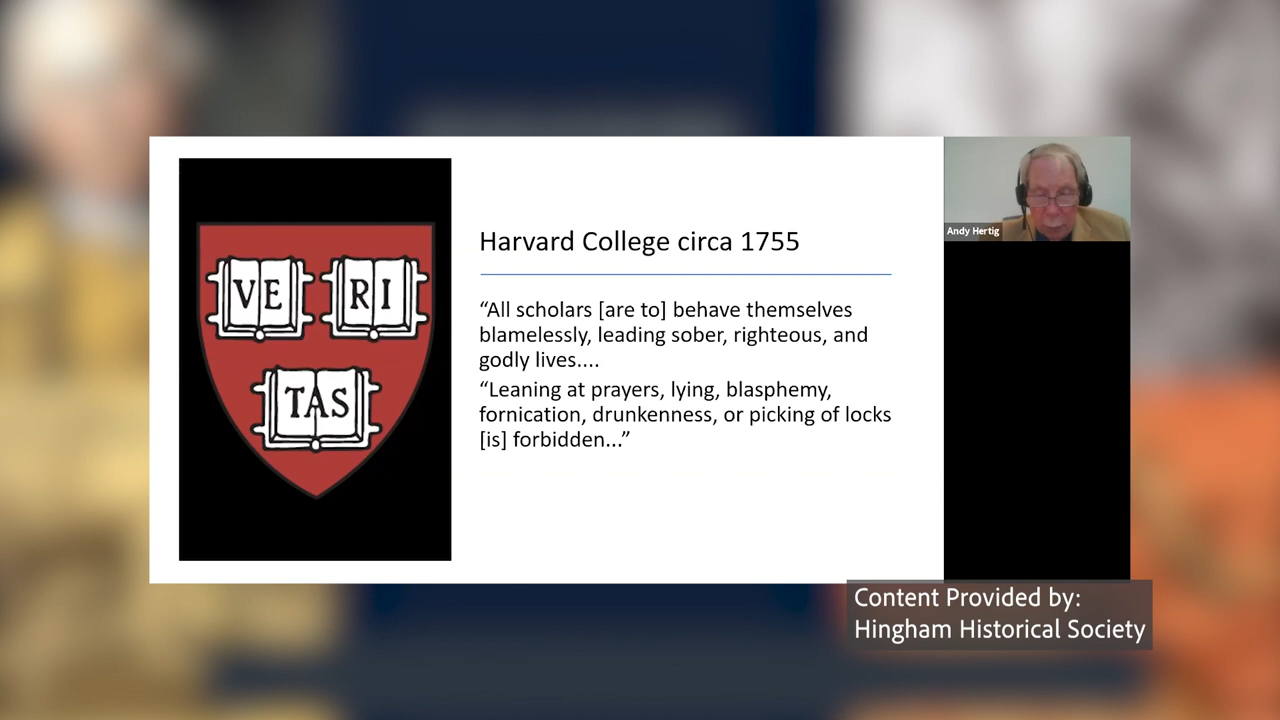 VE RI
TAS
Harvard College circa 1755
“All scholars [are to] behave themselves
blamelessly, leading sober, righteous, and
godly lives....
“Leaning at prayers, lying, blasphemy,
fornication, drunkenness, or picking of locks
[is] forbidden...”
Andy Hertig
Content Provided by:
Hingham Historical Society